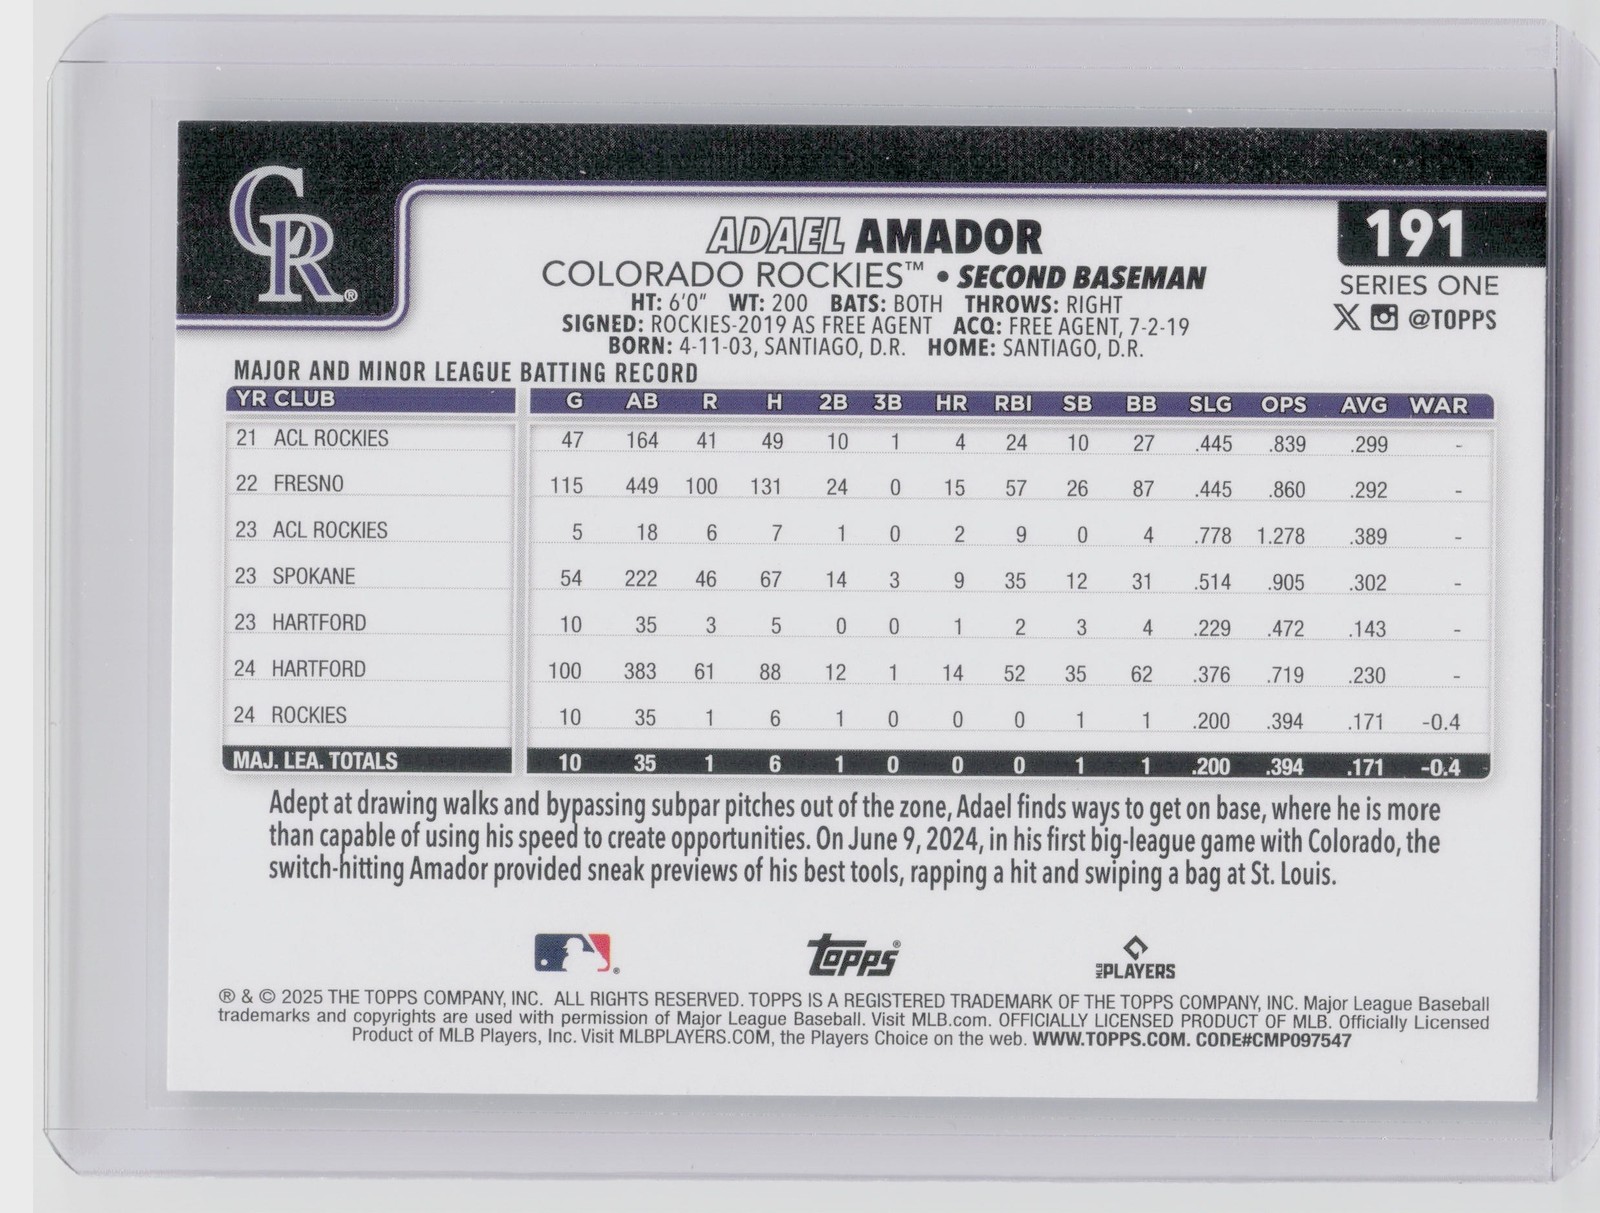 CR®
ADAEL AMADOR
191
COLORADO ROCKIES™ • SECOND BASEMAN
SERIES ONE
HT: 6'0" WT: 200 BATS: BOTH THROWS: RIGHT
X @TOPPS
SIGNED: ROCKIES-2019 AS FREE AGENT ACQ: FREE AGENT, 7-2-19
BORN: 4-11-03, SANTIAGO, D.R. HOME: SANTIAGO, D.R.
MAJOR AND MINOR LEAGUE BATTING RECORD
YR CLUB G AB R H 2B 3B HR RBI SB BB SLG OPS AVG WAR
21 ACL ROCKIES 47 164 41 49 10 1 4 24 10 27 .445 .839 .299 -
22 FRESNO 115 449 100 131 24 0 15 57 26 87 .445 .860 .292 -
23 ACL ROCKIES 5 18 6 7 1 0 2 9 0 4 .778 1.278 .389 -
23 SPOKANE 54 222 46 67 14 3 9 35 12 31 .514 .905 .302 -
23 HARTFORD 10 35 3 5 0 0 1 2 3 4 .229 .472 .143 -
24 HARTFORD 100 383 61 88 12 1 14 52 35 62 .376 .719 .230 -
24 ROCKIES 10 35 1 6 1 0 0 0 1 1 .200 .394 .171 -0.4
MAJ. LEA. TOTALS 10 35 1 6 1 0 0 0 1 1 .200 .394 .171 -0.4
Adept at drawing walks and bypassing subpar pitches out of the zone, Adael finds ways to get on base, where he is more
than capable of using his speed to create opportunities. On June 9, 2024, in his first big-league game with Colorado, the
switch-hitting Amador provided sneak previews of his best tools, rapping a hit and swiping a bag at St. Louis.
Topps® MLB PLAYERS
® & © 2025 THE TOPPS COMPANY, INC. ALL RIGHTS RESERVED. TOPPS IS A REGISTERED TRADEMARK OF THE TOPPS COMPANY, INC. Major League Baseball
trademarks and copyrights are used with permission of Major League Baseball. Visit MLB.com. OFFICIALLY LICENSED PRODUCT OF MLB. Officially Licensed
Product of MLB Players, Inc. Visit MLBPLAYERS.COM, the Players Choice on the web. WWW.TOPPS.COM. CODE#CMP097547